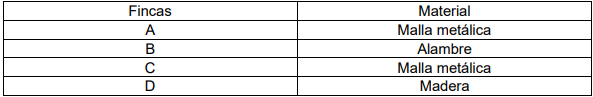 Fincas Material
A Malla metálica
B Alambre
C Malla metálica
D Madera